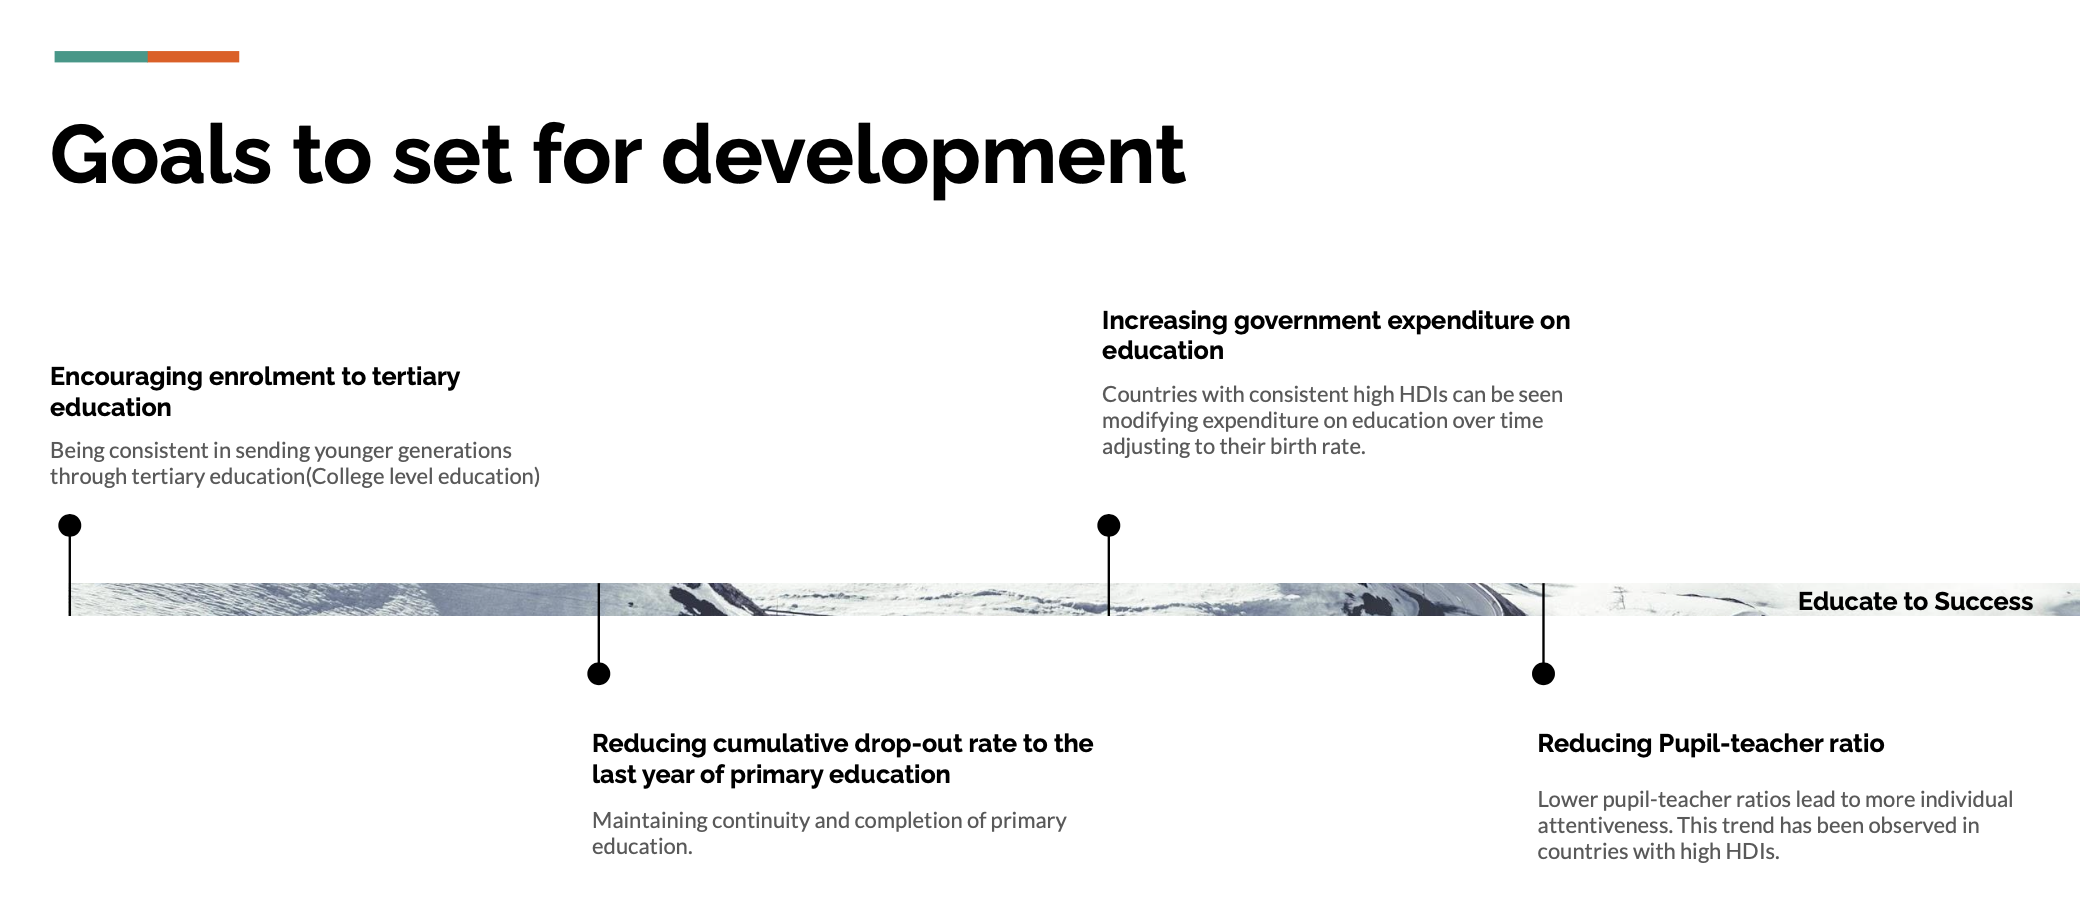 Goals to set for development
Encouraging enrolment to tertiary
education
Being consistent in sending younger generations
through tertiary education(College level education)
Reducing cumulative drop-out rate to the
last year of primary education
Maintaining continuity and completion of primary
education.
Increasing government expenditure on
education
Countries with consistent high HDIs can be seen
modifying expenditure on education over time
adjusting to their birth rate.
Reducing Pupil-teacher ratio
Lower pupil-teacher ratios lead to more individual
attentiveness. This trend has been observed in
countries with high HDIs.
Educate to Success